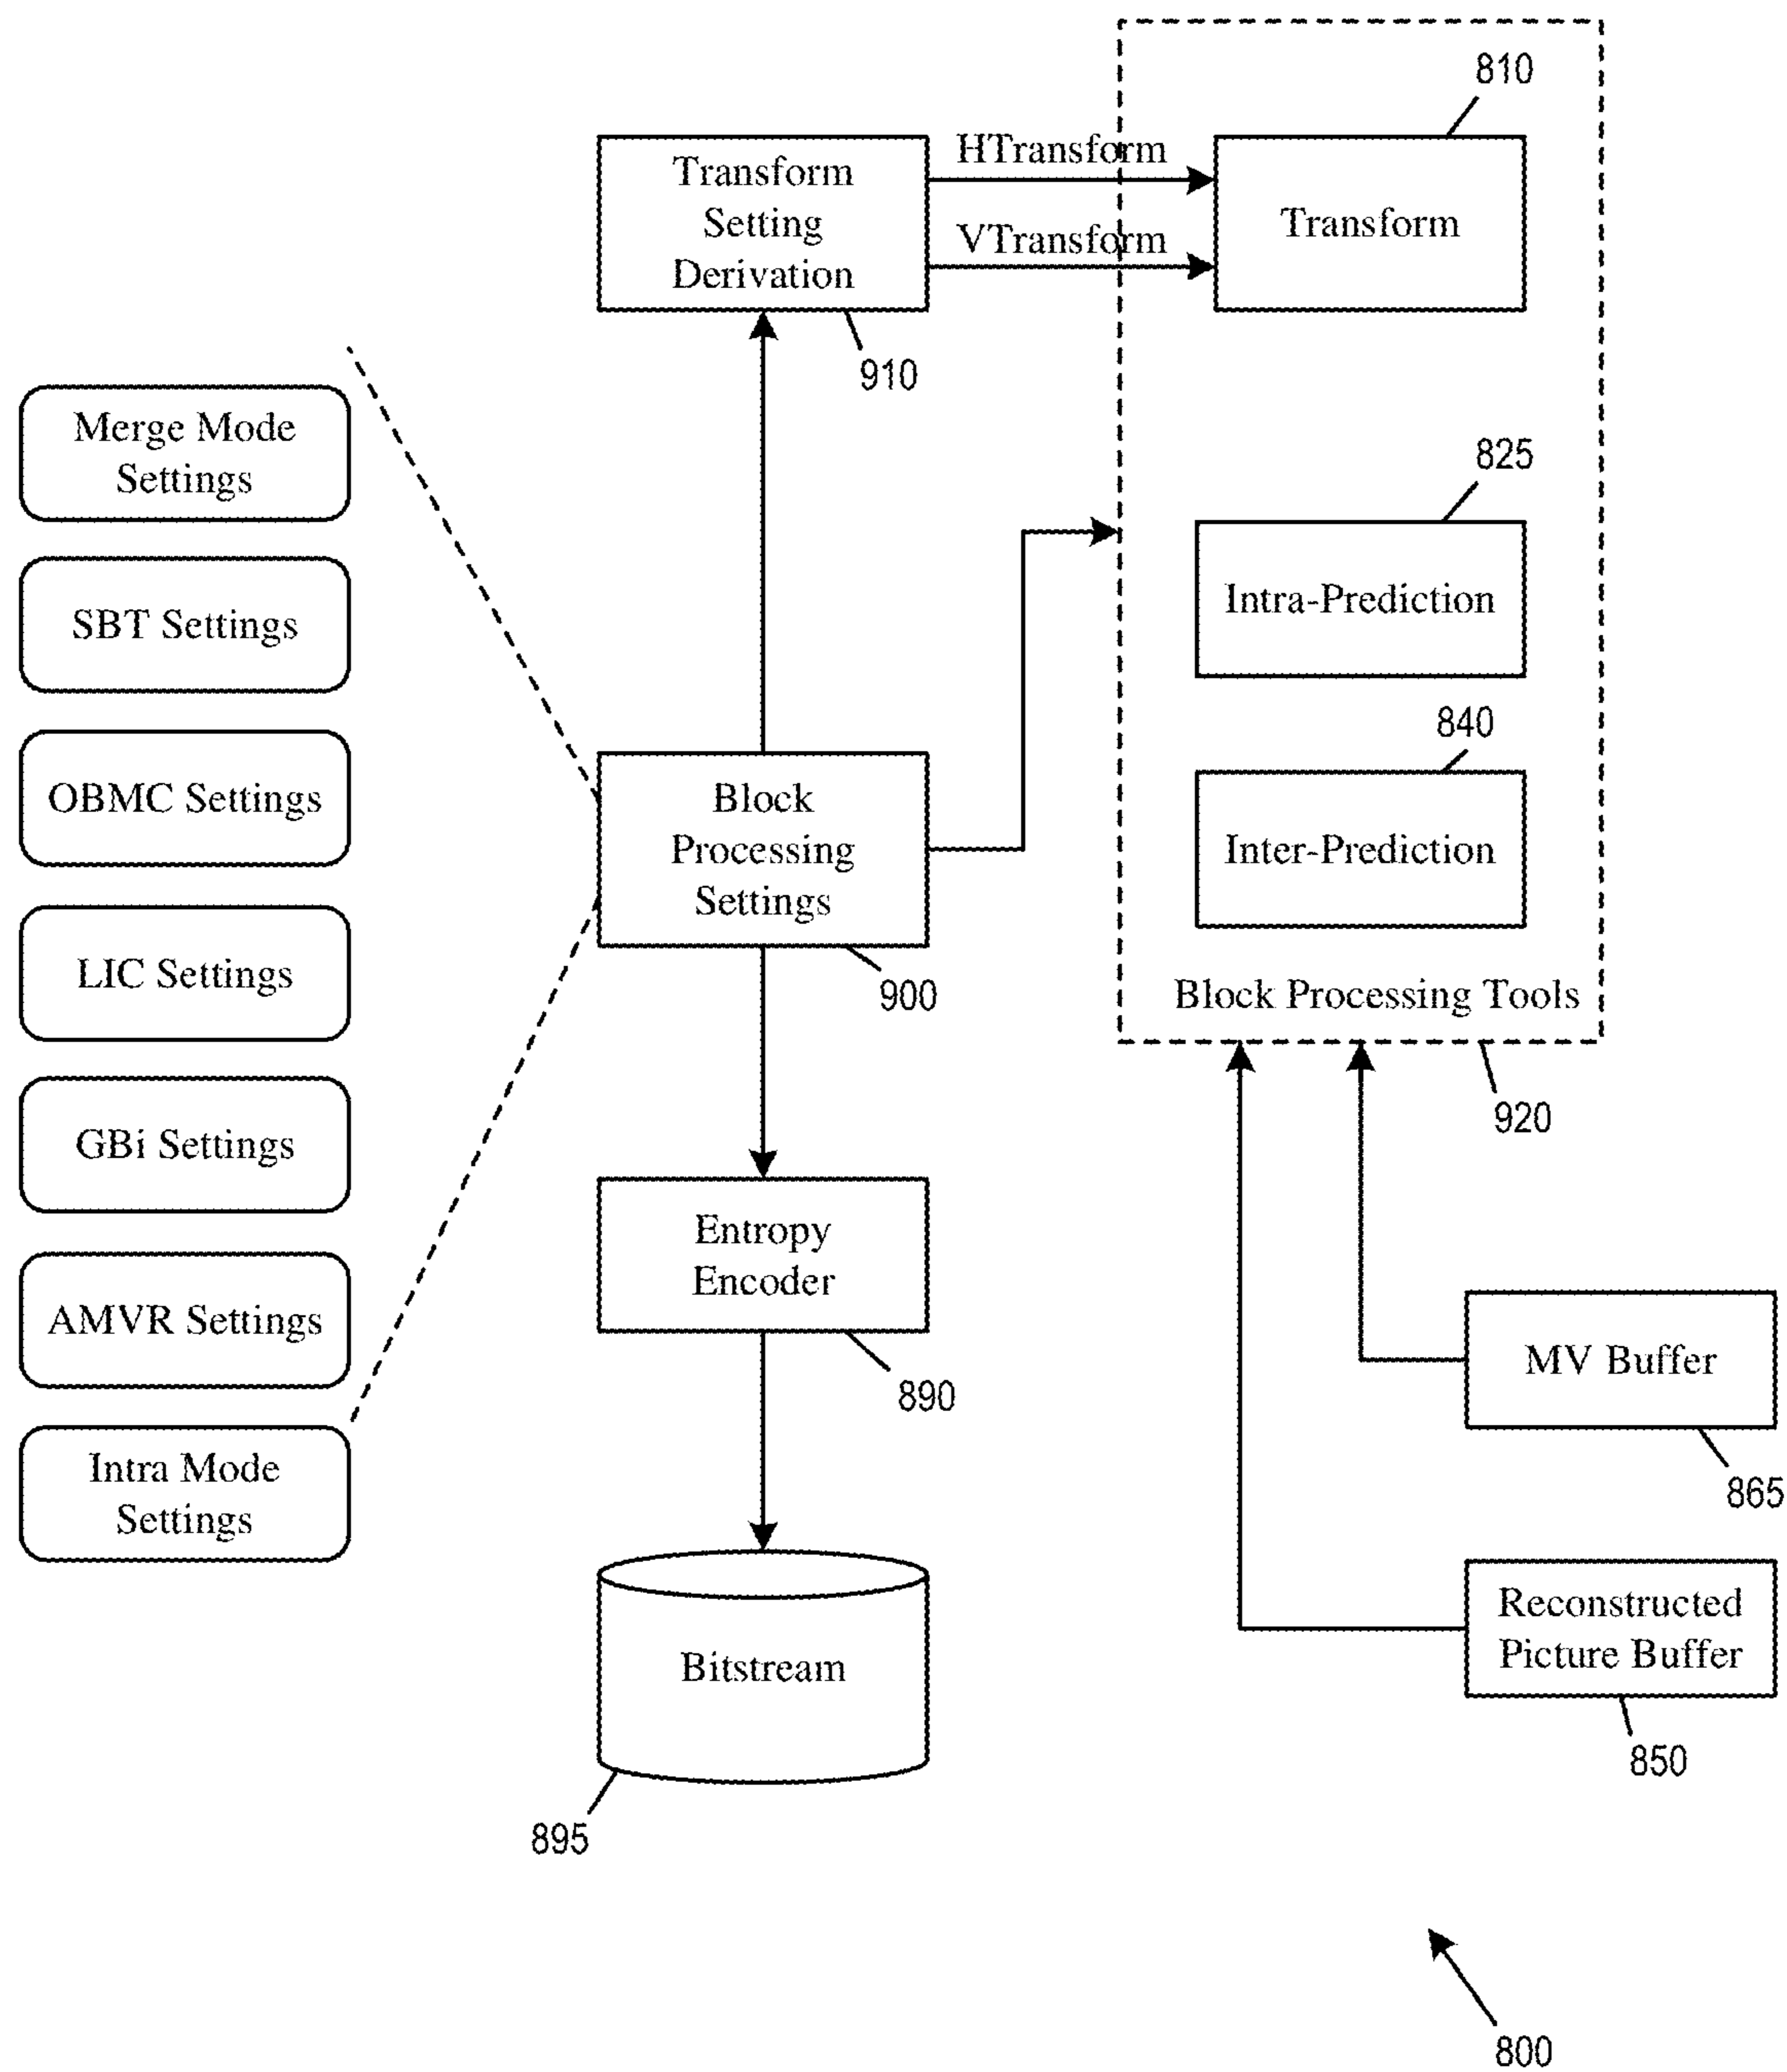 810
HTransform
Transform
Setting
Derivation
VTransform
Transform
910
Merge Mode
Settings
825
SBT Settings
Intra-Prediction
840
OBMC Settings
Block
Processing
Settings
Inter-Prediction
LIC Settings
900
Block Processing Tools
920
GBi Settings
Entropy
Encoder
AMVR Settings
MV Buffer
890
Intra Mode
Settings
865
Reconstructed
Picture Buffer
Bitstream
850
895
800